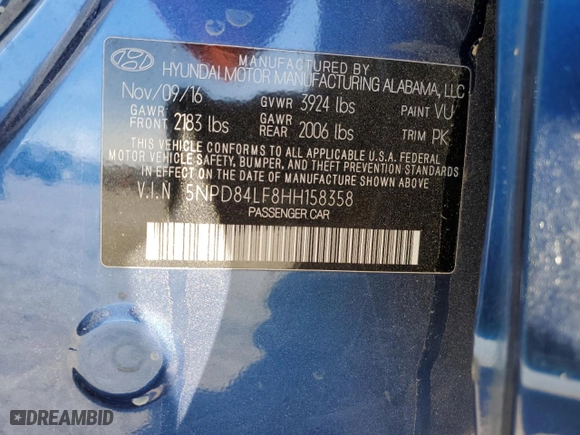 MANUFACTURED BY
HYUNDAI MOTOR MANUFACTURING ALABAMA, LLC
Nov/09/16 GVWR 3924 lbs PAINT VU
GAWR FRONT 2183 lbs GAWR REAR 2006 lbs TRIM PK
THIS VEHICLE CONFORMS TO ALL APPLICABLE U.S.A. FEDERAL
MOTOR VEHICLE SAFETY, BUMPER, AND THEFT PREVENTION STANDARDS
IN EFFECT ON THE DATE OF MANUFACTURE SHOWN ABOVE.
V.I.N 5NPD84LF8HH158358
PASSENGER CAR
DREAMBID